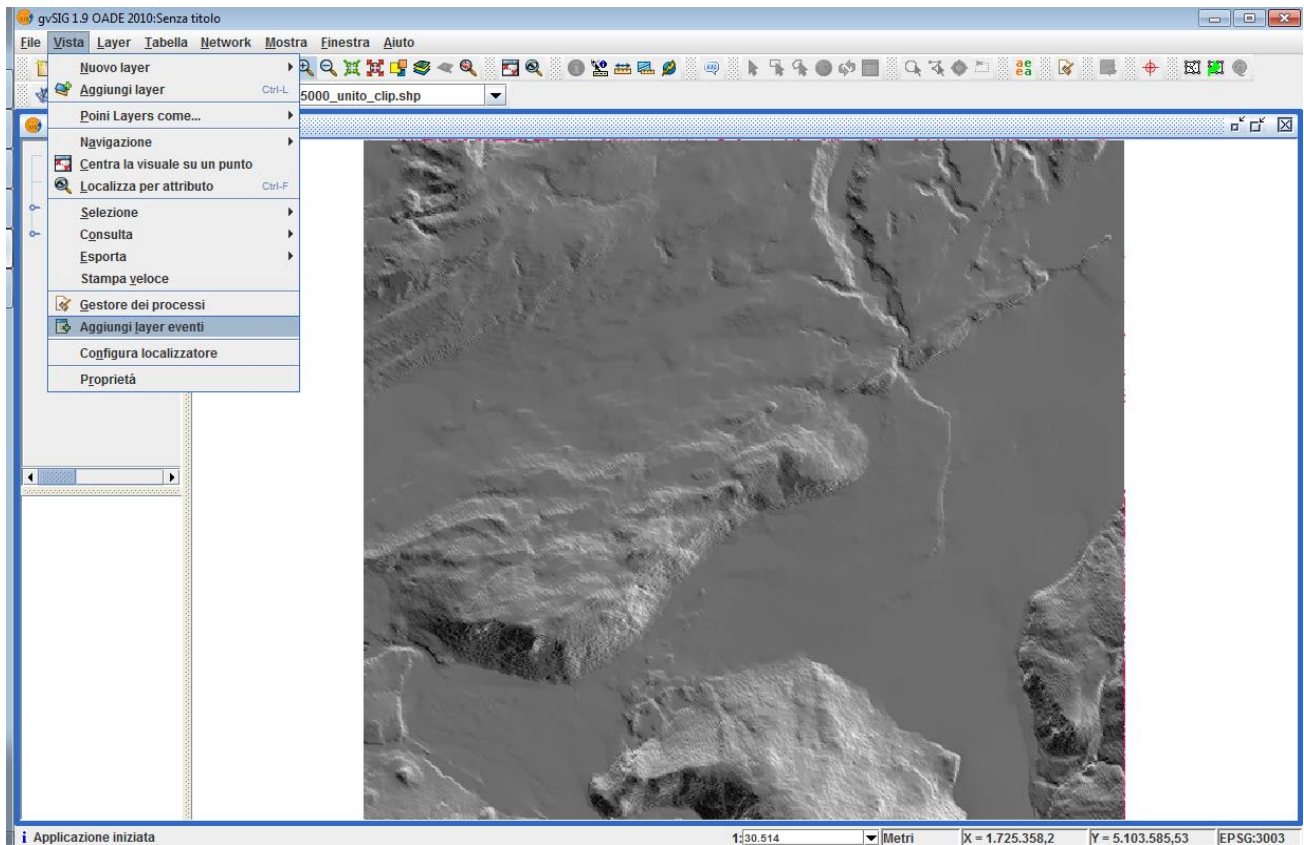 gvSIG 1.9 OADE 2010:Senza titolo
File Vista Layer Tabella Network Mostra Finestra Aiuto
5000_unito_clip.shp
Nuovo layer
Aggiungi layer Ctrl-L
Poini Layers come...
Navigazione
Centra la visuale su un punto
Localizza per attributo Ctrl-F
Selezione
Consulta
Esporta
Stampa veloce
Gestore dei processi
Aggiungi layer eventi
Configura localizzatore
Proprietá
Applicazione iniziata
1:30.514
Metri
X = 1.725.358,2
Y = 5.103.585,53
EPSG:3003